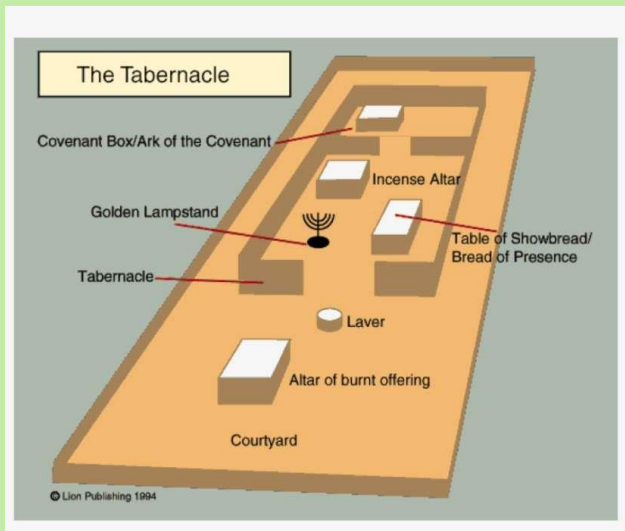 The Tabernacle
Covenant Box/Ark of the Covenant
Incense Altar
Golden Lampstand
Table of Showbread/
Bread of Presence
Tabernacle
Laver
Altar of burnt offering
Courtyard
© Lion Publishing 1994